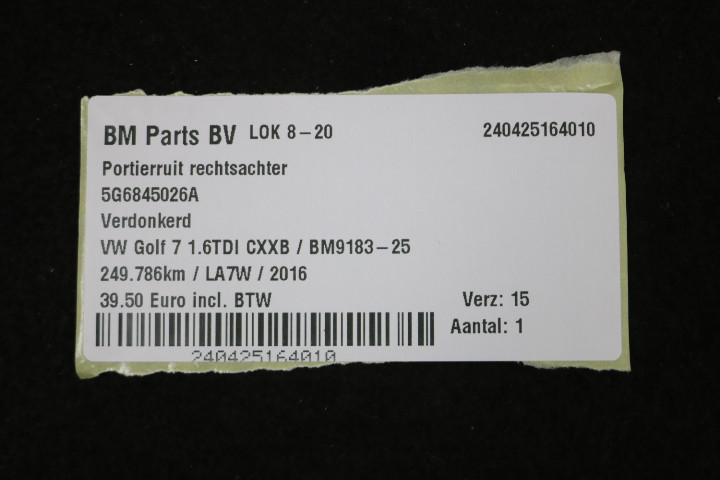 BM Parts BV LOK 8-20 240425164010
Portierruit rechtsachter
5G6845026A
Verdonkerd
VW Golf 7 1.6TDI CXXB / BM9183-25
249.786km / LA7W / 2016
39.50 Euro incl. BTW Verz: 15
Aantal: 1
240425164010